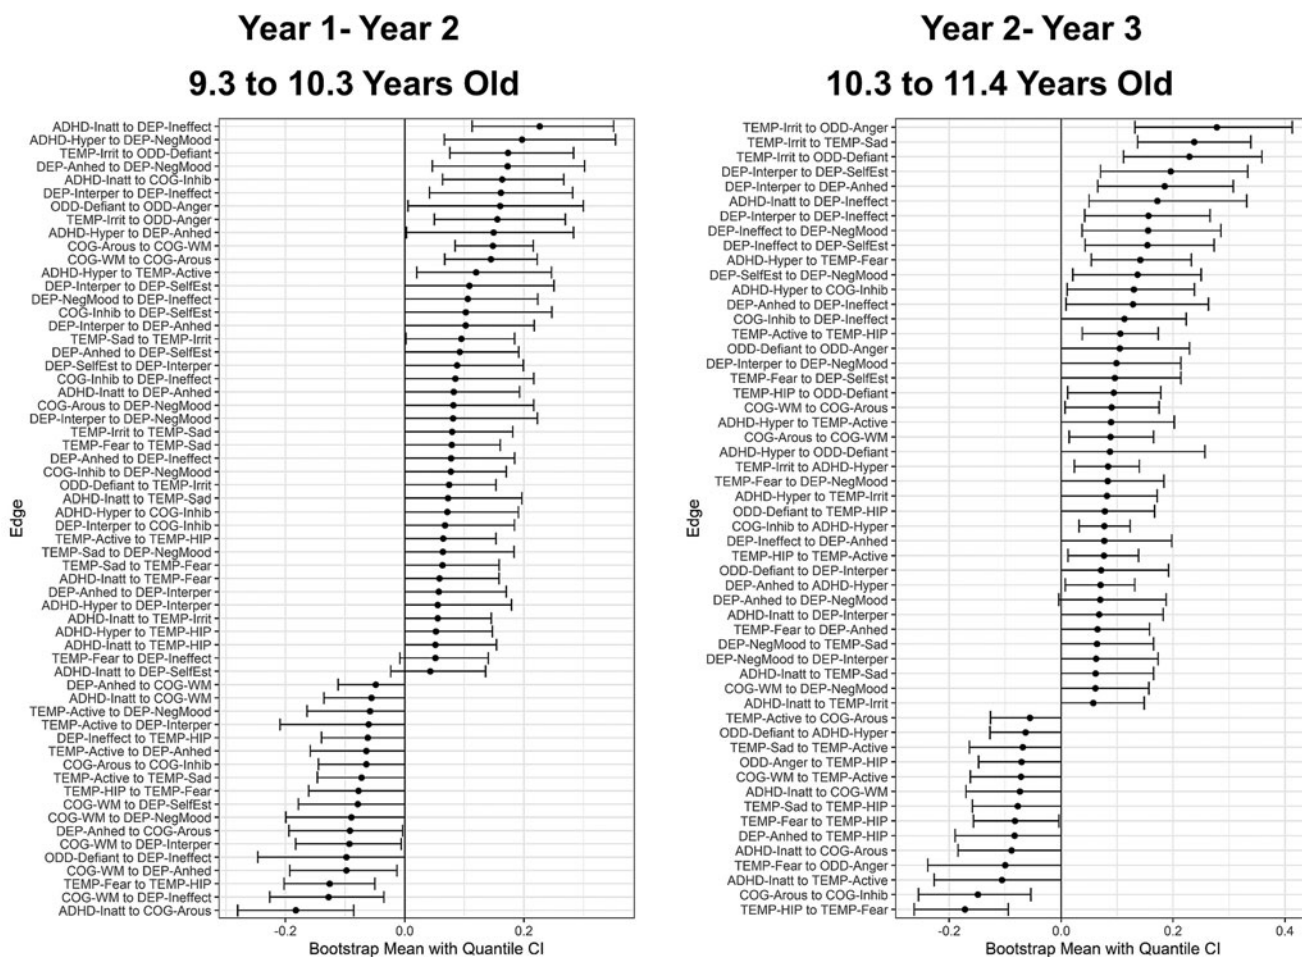 Year 1- Year 2
9.3 to 10.3 Years Old
ADHD-Inatt to DEP-Ineffect
ADHD-Hyper to DEP-NegMood
TEMP-Irrit to ODD-Defiant
DEP-Anhed to DEP-NegMood
ADHD-Inatt to COG-Inhib
DEP-Interper to DEP-Ineffect
ODD-Defiant to ODD-Anger
TEMP-Irrit to ODD-Anger
ADHD-Hyper to DEP-Anhed
COG-Arous to COG-WM
COG-WM to COG-Arous
ADHD-Hyper to TEMP-Active
DEP-Interper to DEP-SelfEst
DEP-NegMood to DEP-Ineffect
COG-Inhib to DEP-SelfEst
DEP-Interper to DEP-Anhed
TEMP-Sad to TEMP-Irrit
DEP-Anhed to DEP-SelfEst
DEP-SelfEst to DEP-Interper
COG-Inhib to DEP-Ineffect
ADHD-Inatt to DEP-Anhed
COG-Arous to DEP-NegMood
DEP-Interper to DEP-NegMood
TEMP-Irrit to TEMP-Sad
TEMP-Fear to TEMP-Sad
DEP-Anhed to DEP-Ineffect
COG-Inhib to DEP-NegMood
ODD-Defiant to TEMP-Irrit
ADHD-Inatt to TEMP-Sad
ADHD-Hyper to COG-Inhib
DEP-Interper to COG-Inhib
TEMP-Active to TEMP-HIP
TEMP-Sad to DEP-NegMood
TEMP-Sad to TEMP-Fear
ADHD-Inatt to TEMP-Fear
DEP-Anhed to DEP-Interper
ADHD-Hyper to DEP-Interper
ADHD-Inatt to TEMP-Irrit
ADHD-Hyper to TEMP-HIP
ADHD-Inatt to TEMP-HIP
TEMP-Fear to DEP-Ineffect
ADHD-Inatt to DEP-SelfEst
DEP-Anhed to COG-WM
ADHD-Inatt to COG-WM
TEMP-Active to DEP-NegMood
TEMP-Active to DEP-Interper
DEP-Ineffect to TEMP-HIP
TEMP-Active to DEP-Anhed
COG-Arous to COG-Inhib
TEMP-Active to TEMP-Sad
TEMP-HIP to TEMP-Fear
COG-WM to DEP-SelfEst
COG-WM to DEP-NegMood
DEP-Anhed to COG-Arous
COG-WM to DEP-Interper
ODD-Defiant to DEP-Ineffect
COG-WM to DEP-Anhed
TEMP-Fear to TEMP-HIP
COG-WM to DEP-Ineffect
ADHD-Inatt to COG-Arous
Edge
-0.2 0.0 0.2
Bootstrap Mean with Quantile CI
Year 2- Year 3
10.3 to 11.4 Years Old
TEMP-Irrit to ODD-Anger
TEMP-Irrit to TEMP-Sad
TEMP-Irrit to ODD-Defiant
DEP-Interper to DEP-SelfEst
DEP-Interper to DEP-Anhed
ADHD-Inatt to DEP-Ineffect
DEP-Interper to DEP-Ineffect
DEP-Ineffect to DEP-NegMood
DEP-Ineffect to DEP-SelfEst
ADHD-Hyper to TEMP-Fear
DEP-SelfEst to DEP-NegMood
ADHD-Hyper to COG-Inhib
DEP-Anhed to DEP-Ineffect
COG-Inhib to DEP-Ineffect
TEMP-Active to TEMP-HIP
ODD-Defiant to ODD-Anger
DEP-Interper to DEP-NegMood
TEMP-Fear to DEP-SelfEst
TEMP-HIP to ODD-Defiant
COG-WM to COG-Arous
ADHD-Hyper to TEMP-Active
COG-Arous to COG-WM
ADHD-Hyper to ODD-Defiant
TEMP-Irrit to ADHD-Hyper
TEMP-Fear to DEP-NegMood
ADHD-Hyper to TEMP-Irrit
ODD-Defiant to TEMP-HIP
COG-Inhib to ADHD-Hyper
DEP-Ineffect to DEP-Anhed
TEMP-HIP to TEMP-Active
ODD-Defiant to DEP-Interper
DEP-Anhed to ADHD-Hyper
DEP-Anhed to DEP-NegMood
ADHD-Inatt to DEP-Interper
TEMP-Fear to DEP-Anhed
DEP-NegMood to TEMP-Sad
DEP-NegMood to DEP-Interper
ADHD-Inatt to TEMP-Sad
COG-WM to DEP-NegMood
ADHD-Inatt to TEMP-Irrit
TEMP-Active to COG-Arous
ODD-Defiant to ADHD-Hyper
TEMP-Sad to TEMP-Active
ODD-Anger to TEMP-HIP
COG-WM to TEMP-Active
ADHD-Inatt to COG-WM
TEMP-Sad to TEMP-HIP
TEMP-Fear to TEMP-HIP
DEP-Anhed to TEMP-HIP
ADHD-Inatt to COG-Arous
TEMP-Fear to ODD-Anger
ADHD-Inatt to TEMP-Active
COG-Arous to COG-Inhib
TEMP-HIP to TEMP-Fear
Edge
-0.2 0.0 0.2 0.4
Bootstrap Mean with Quantile CI